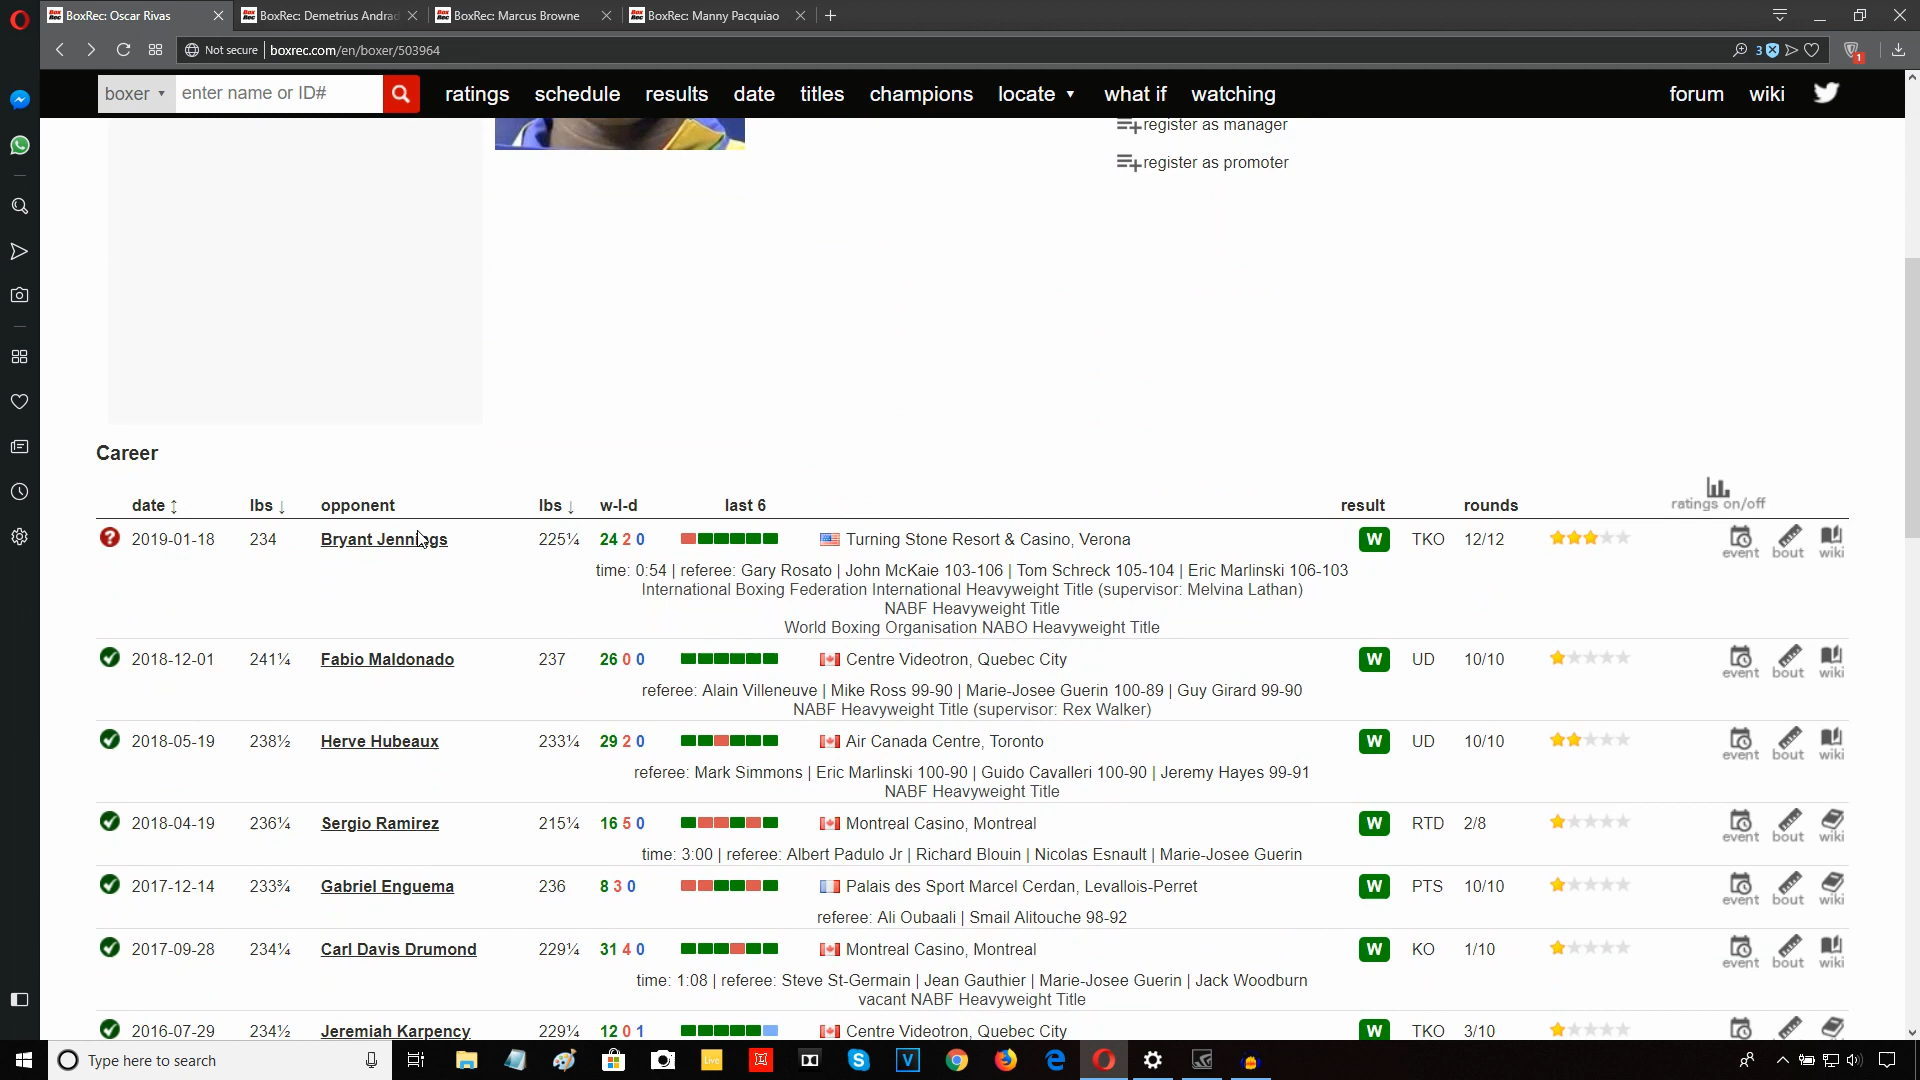 BoxRec: Oscar Rivas
BoxRec: Demetrius Andrad
BoxRec: Marcus Browne
BoxRec: Manny Pacquiao
Not secure
boxrec.com/en/boxer/503964
3
1
boxer
enter name or ID#
ratings
schedule
results
date
titles
champions
locate
what if
watching
forum
wiki
register as manager
register as promoter
Career
date lbs opponent lbs w-l-d last 6 result rounds ratings on/off
2019-01-18 234 Bryant Jennings 225¼ 24 2 0 Turning Stone Resort & Casino, Verona W TKO 12/12 event bout wiki
time: 0:54 | referee: Gary Rosato | John McKaie 103-106 | Tom Schreck 105-104 | Eric Marlinski 106-103
International Boxing Federation International Heavyweight Title (supervisor: Melvina Lathan)
NABF Heavyweight Title
World Boxing Organisation NABO Heavyweight Title
2018-12-01 241¼ Fabio Maldonado 237 26 0 0 Centre Videotron, Quebec City W UD 10/10 event bout wiki
referee: Alain Villeneuve | Mike Ross 99-90 | Marie-Josee Guerin 100-89 | Guy Girard 99-90
NABF Heavyweight Title (supervisor: Rex Walker)
2018-05-19 238½ Herve Hubeaux 233¼ 29 2 0 Air Canada Centre, Toronto W UD 10/10 event bout wiki
referee: Mark Simmons | Eric Marlinski 100-90 | Guido Cavalleri 100-90 | Jeremy Hayes 99-91
NABF Heavyweight Title
2018-04-19 236¼ Sergio Ramirez 215¼ 16 5 0 Montreal Casino, Montreal W RTD 2/8 event bout wiki
time: 3:00 | referee: Albert Padulo Jr | Richard Blouin | Nicolas Esnault | Marie-Josee Guerin
2017-12-14 233¾ Gabriel Enguema 236 8 3 0 Palais des Sport Marcel Cerdan, Levallois-Perret W PTS 10/10 event bout wiki
referee: Ali Oubaali | Smail Alitouche 98-92
2017-09-28 234¼ Carl Davis Drumond 229¼ 31 4 0 Montreal Casino, Montreal W KO 1/10 event bout wiki
time: 1:08 | referee: Steve St-Germain | Jean Gauthier | Marie-Josee Guerin | Jack Woodburn
vacant NABF Heavyweight Title
2016-07-29 234½ Jeremiah Karpency 229¼ 12 0 1 Centre Videotron, Quebec City W TKO 3/10
Type here to search